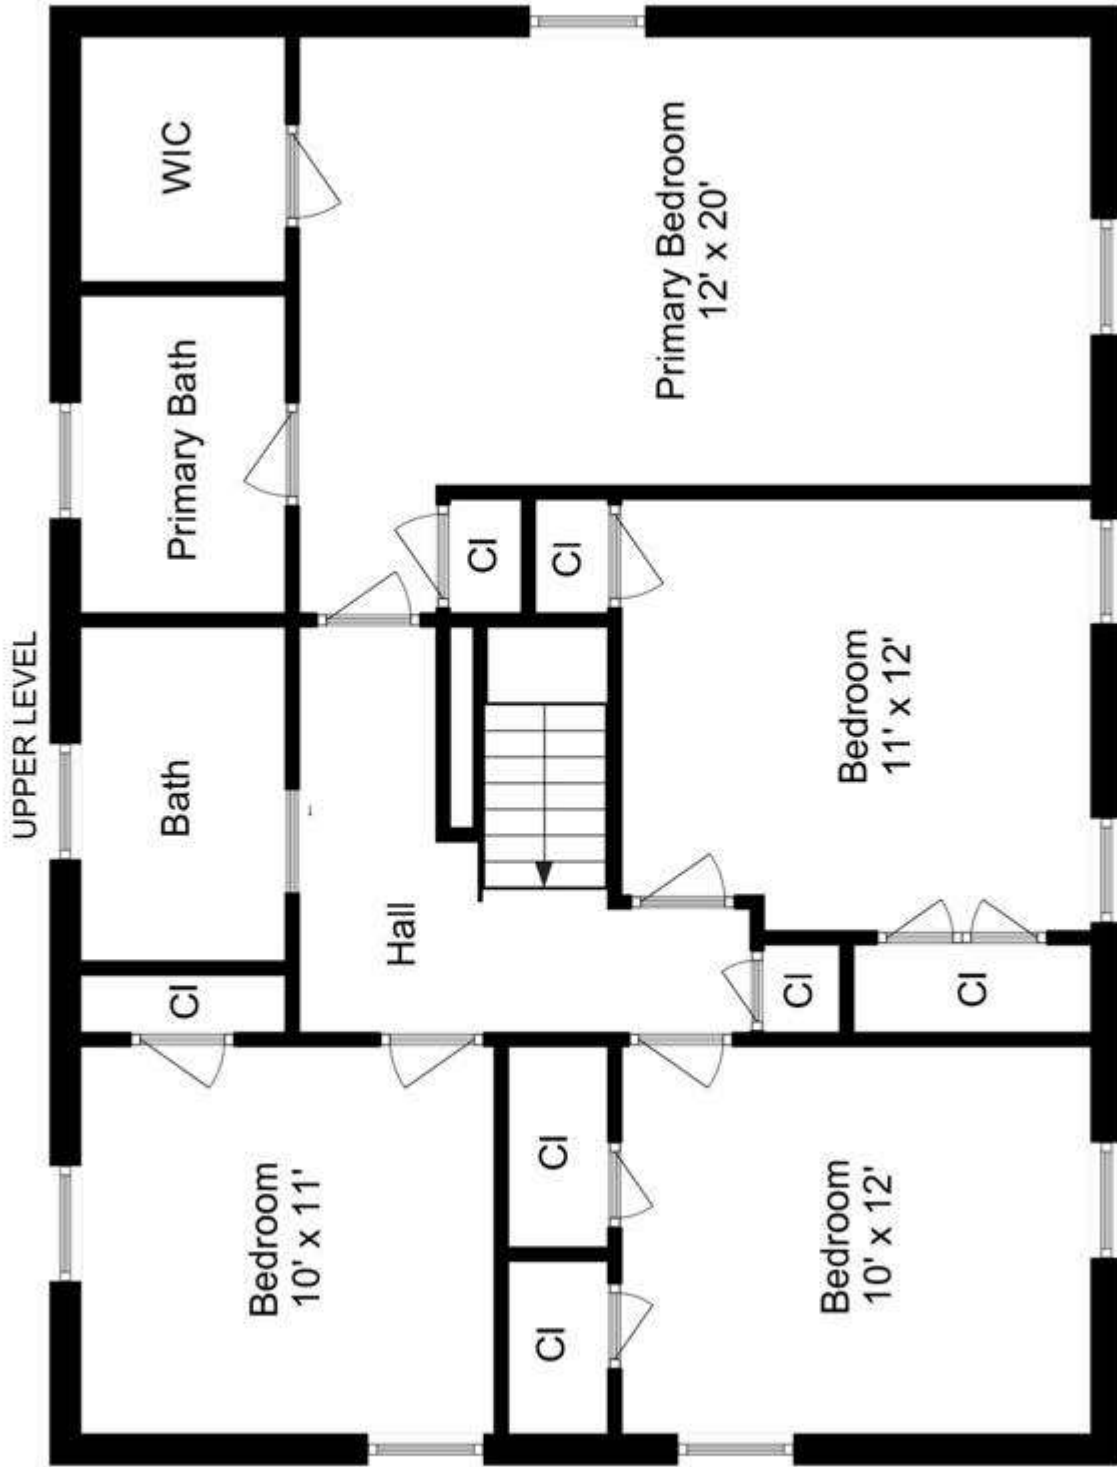 UPPER LEVEL
Bedroom
10' x 11'
Cl
Bath
Primary Bath
WIC
Hall
Cl
Cl
Cl
Cl
Primary Bedroom
12' x 20'
Bedroom
10' x 12'
Cl
Cl
Bedroom
11' x 12'